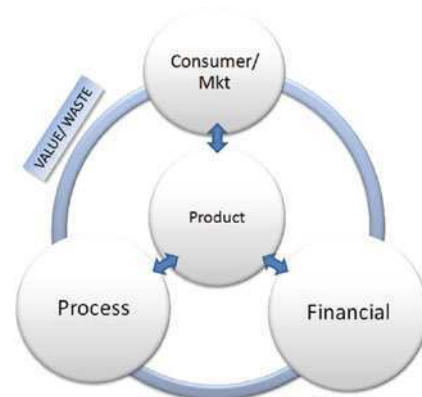 Consumer/
Mkt
VALUE/ WASTE
Product
Process
Financial